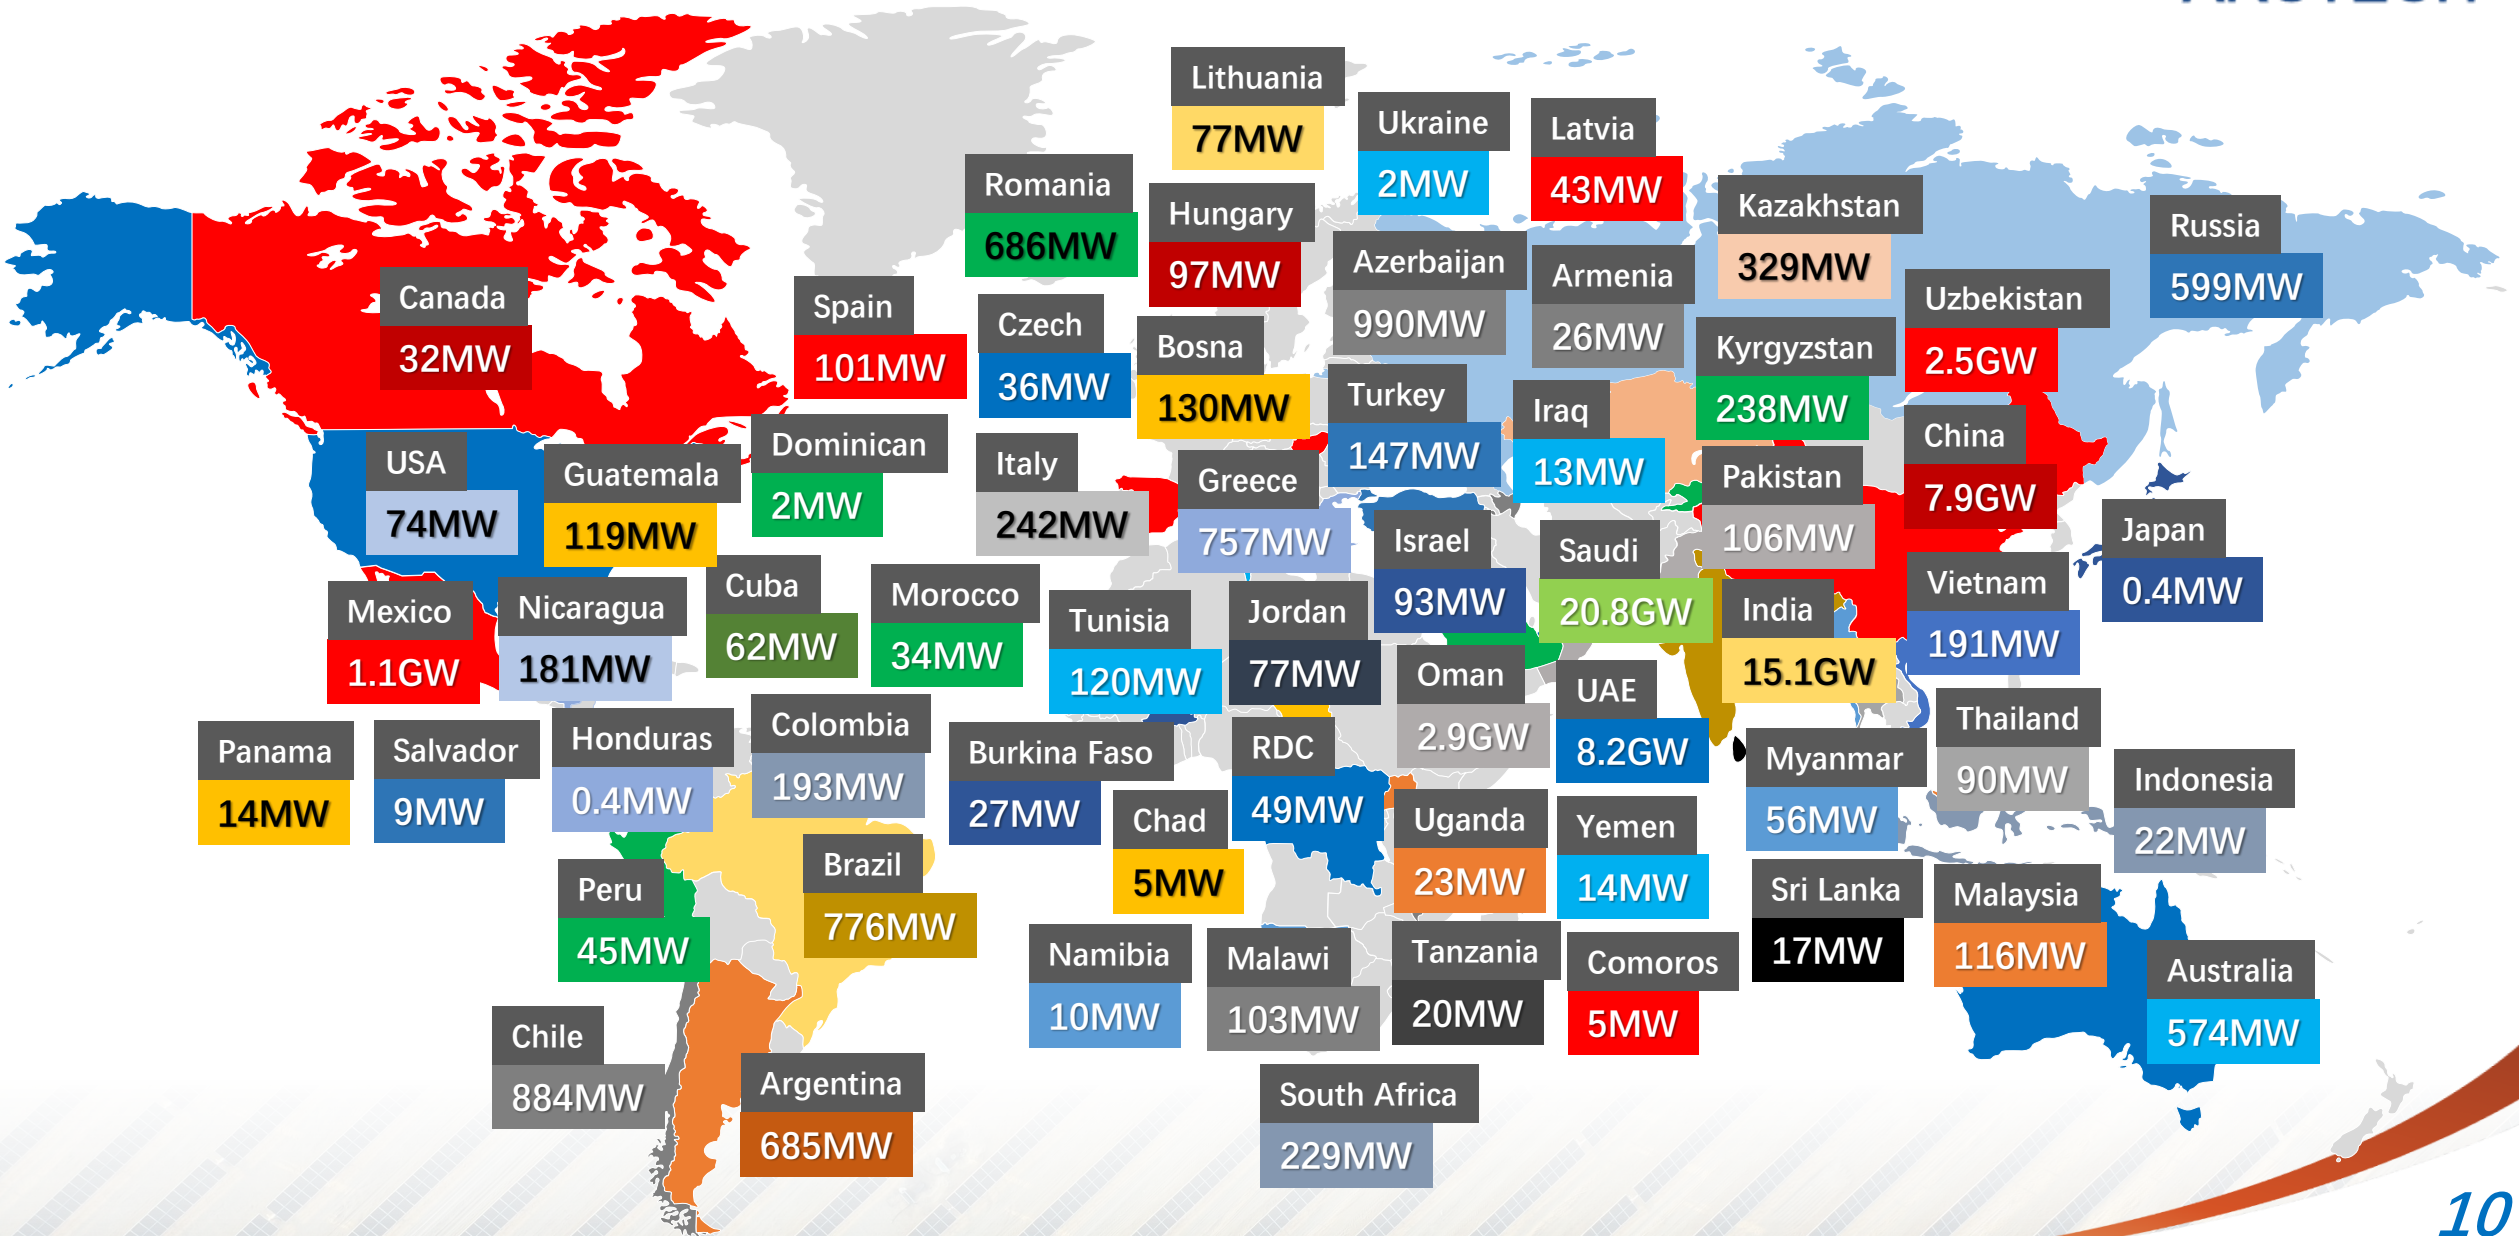 Lithuania
77MW
Ukraine
2MW
Latvia
43MW
Romania
686MW
Hungary
97MW
Kazakhstan
329MW
Russia
599MW
Azerbaijan
990MW
Armenia
26MW
Uzbekistan
2.5GW
Canada
32MW
Spain
101MW
Czech
36MW
Bosna
130MW
Kyrgyzstan
238MW
Turkey
147MW
Iraq
13MW
China
7.9GW
USA
74MW
Guatemala
119MW
Dominican
2MW
Italy
242MW
Greece
757MW
Pakistan
106MW
Israel
93MW
Saudi
20.8GW
Japan
0.4MW
Mexico
1.1GW
Nicaragua
181MW
Cuba
62MW
Morocco
34MW
Tunisia
120MW
Jordan
77MW
India
15.1GW
Vietnam
191MW
Oman
2.9GW
UAE
8.2GW
Panama
14MW
Salvador
9MW
Honduras
0.4MW
Colombia
193MW
Burkina Faso
27MW
RDC
49MW
Myanmar
56MW
Thailand
90MW
Indonesia
22MW
Chad
5MW
Uganda
23MW
Yemen
14MW
Peru
45MW
Brazil
776MW
Sri Lanka
17MW
Malaysia
116MW
Namibia
10MW
Malawi
103MW
Tanzania
20MW
Comoros
5MW
Australia
574MW
Chile
884MW
Argentina
685MW
South Africa
229MW
10